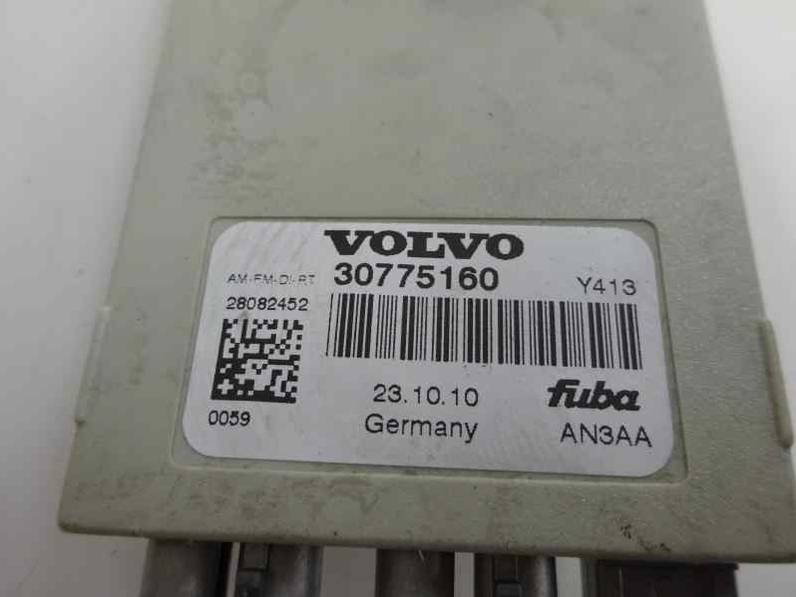 VOLVO
AM-FM-DI-RT 30775160 Y413
28082452
23.10.10 fuba
0059 Germany AN3AA